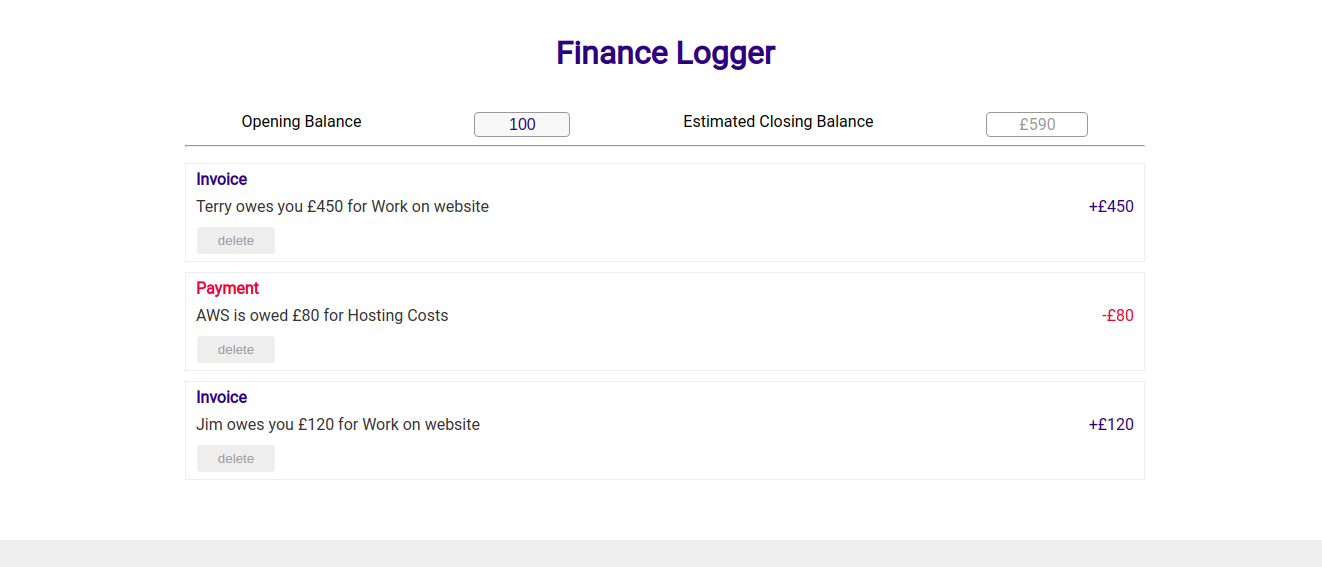 Finance Logger
Opening Balance 100 Estimated Closing Balance £590
Invoice
Terry owes you £450 for Work on website +£450
delete
Payment
AWS is owed £80 for Hosting Costs -£80
delete
Invoice
Jim owes you £120 for Work on website +£120
delete